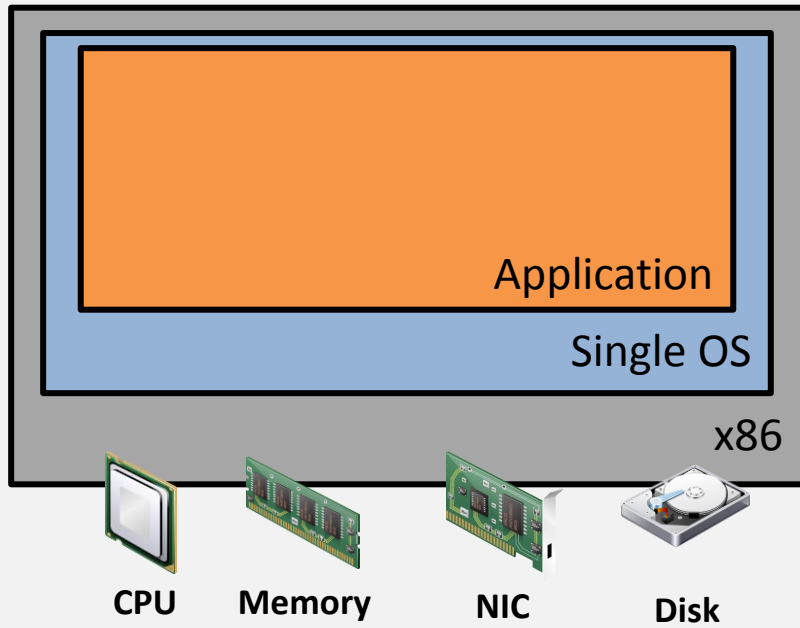 Application
Single OS
x86
CPU
Memory
NIC
Disk